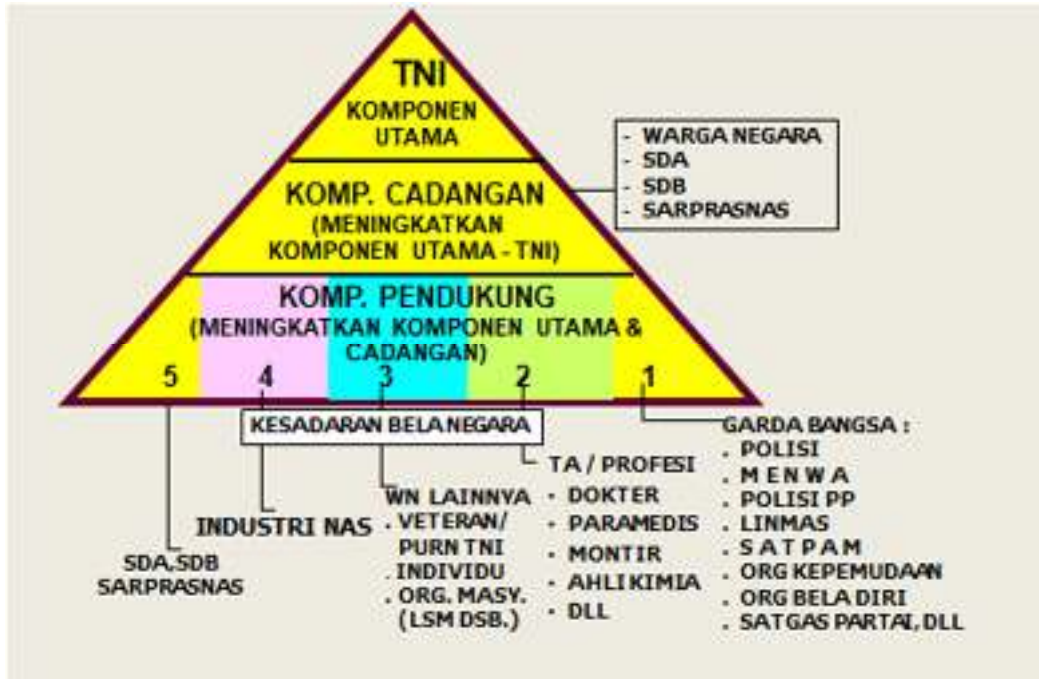 TNI
KOMPONEN
UTAMA
- WARGA NEGARA
- SDA
- SDB
- SARPRASNAS
KOMP. CADANGAN
(MENINGKATKAN
KOMPONEN UTAMA - TNI)
KOMP. PENDUKUNG
(MENINGKATKAN KOMPONEN UTAMA &
CADANGAN)
5 4 3 2 1
KESADARAN BELA NEGARA
SDA, SDB
SARPRASNAS
INDUSTRI NAS
WN LAINNYA
. VETERAN/
PURN TNI
. INDIVIDU
. ORG. MASY.
(LSM DSB.)
TA / PROFESI
- DOKTER
- PARAMEDIS
- MONTIR
- AHLI KIMIA
- DLL
GARDA BANGSA :
. POLISI
. M E N W A
. POLISI PP
. LINMAS
. S A T P A M
. ORG KEPEMUDAAN
. ORG BELA DIRI
. SATGAS PARTAI, DLL